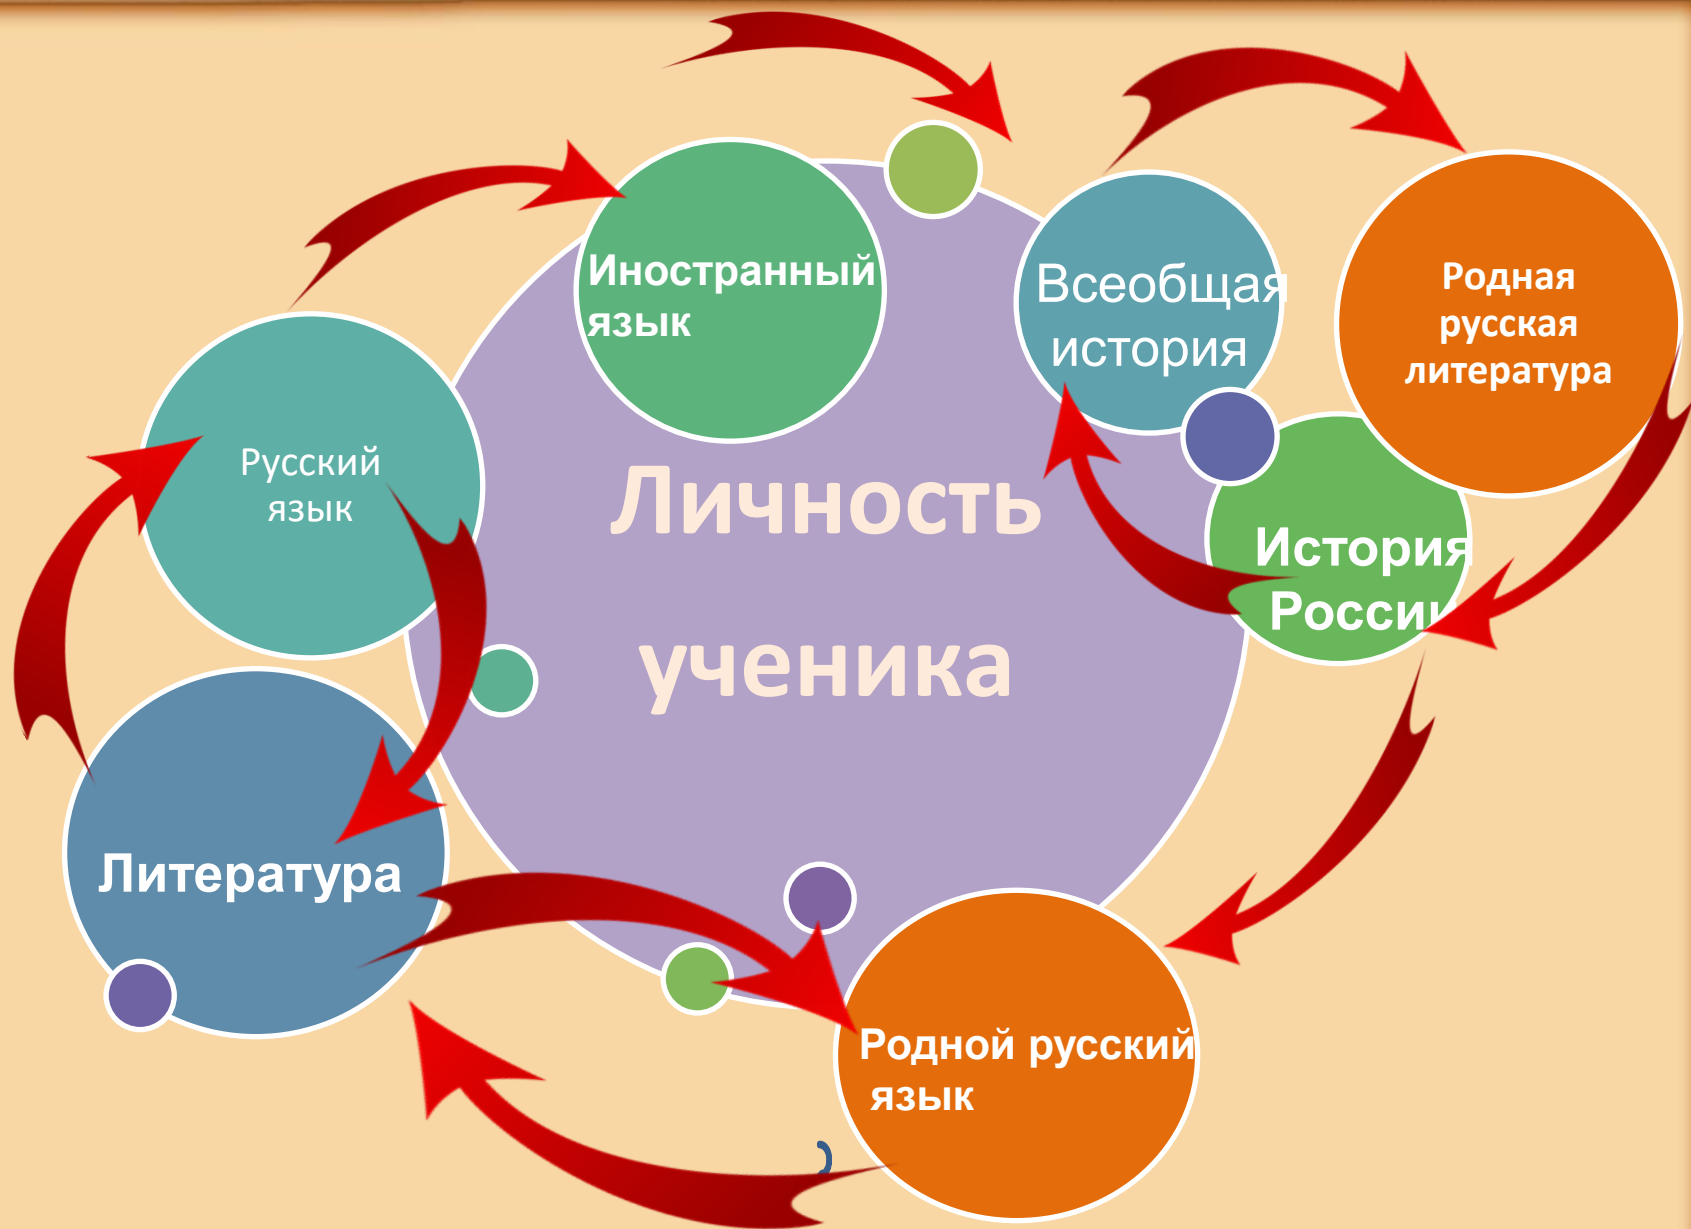 Иностранный
язык
Всеобщая
история
Родная
русская
литература
Русский
язык
Личность
ученика
История
России
Литература
Родной русский
язык